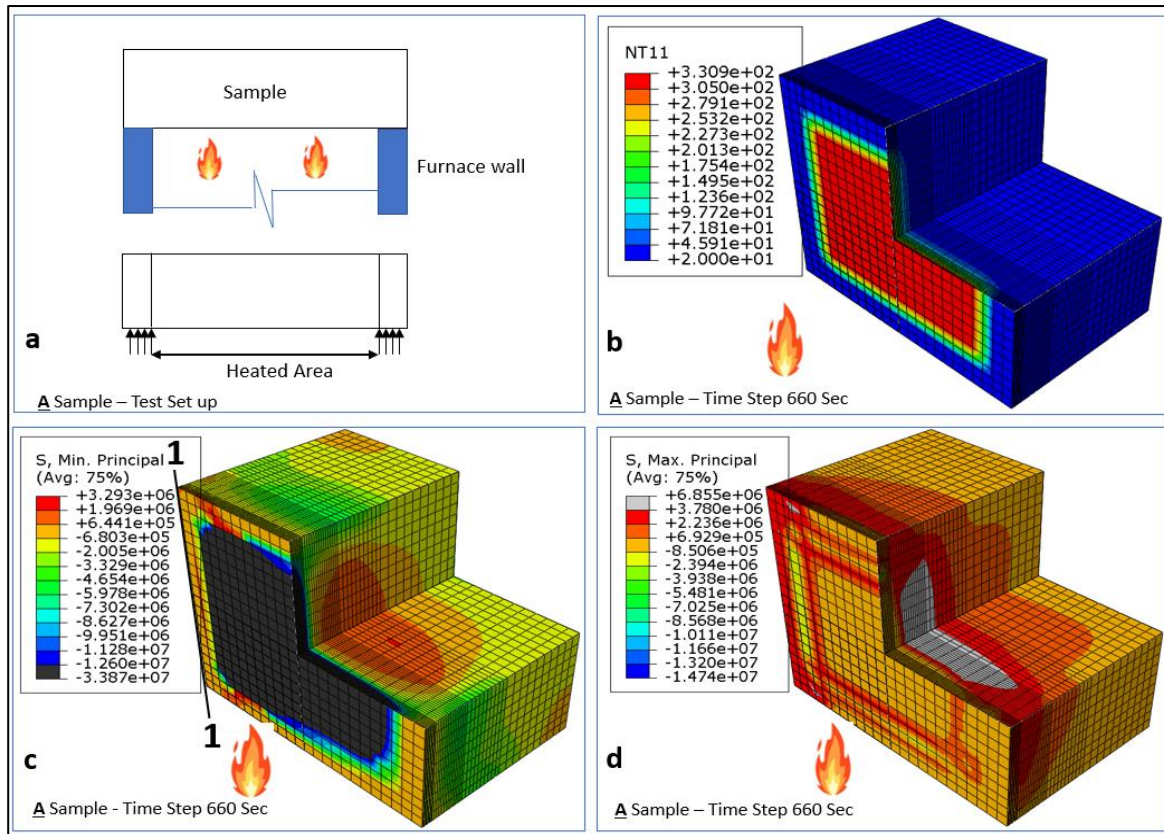 Sample
Furnace wall
Heated Area
a
A Sample – Test Set up
NT11
+3.309e+02
+3.050e+02
+2.791e+02
+2.532e+02
+2.273e+02
+2.013e+02
+1.754e+02
+1.495e+02
+1.236e+02
+9.772e+01
+7.181e+01
+4.591e+01
+2.000e+01
b
A Sample – Time Step 660 Sec
S, Min. Principal
(Avg: 75%)
+3.293e+06
+1.969e+06
+6.441e+05
-6.803e+05
-2.005e+06
-3.329e+06
-4.654e+06
-5.978e+06
-7.302e+06
-8.627e+06
-9.951e+06
-1.128e+07
-1.260e+07
-3.387e+07
1
1
c
A Sample - Time Step 660 Sec
S, Max. Principal
(Avg: 75%)
+6.855e+06
+3.780e+06
+2.236e+06
+6.929e+05
-8.506e+05
-2.394e+06
-3.938e+06
-5.481e+06
-7.025e+06
-8.568e+06
-1.011e+07
-1.166e+07
-1.320e+07
-1.474e+07
d
A Sample – Time Step 660 Sec